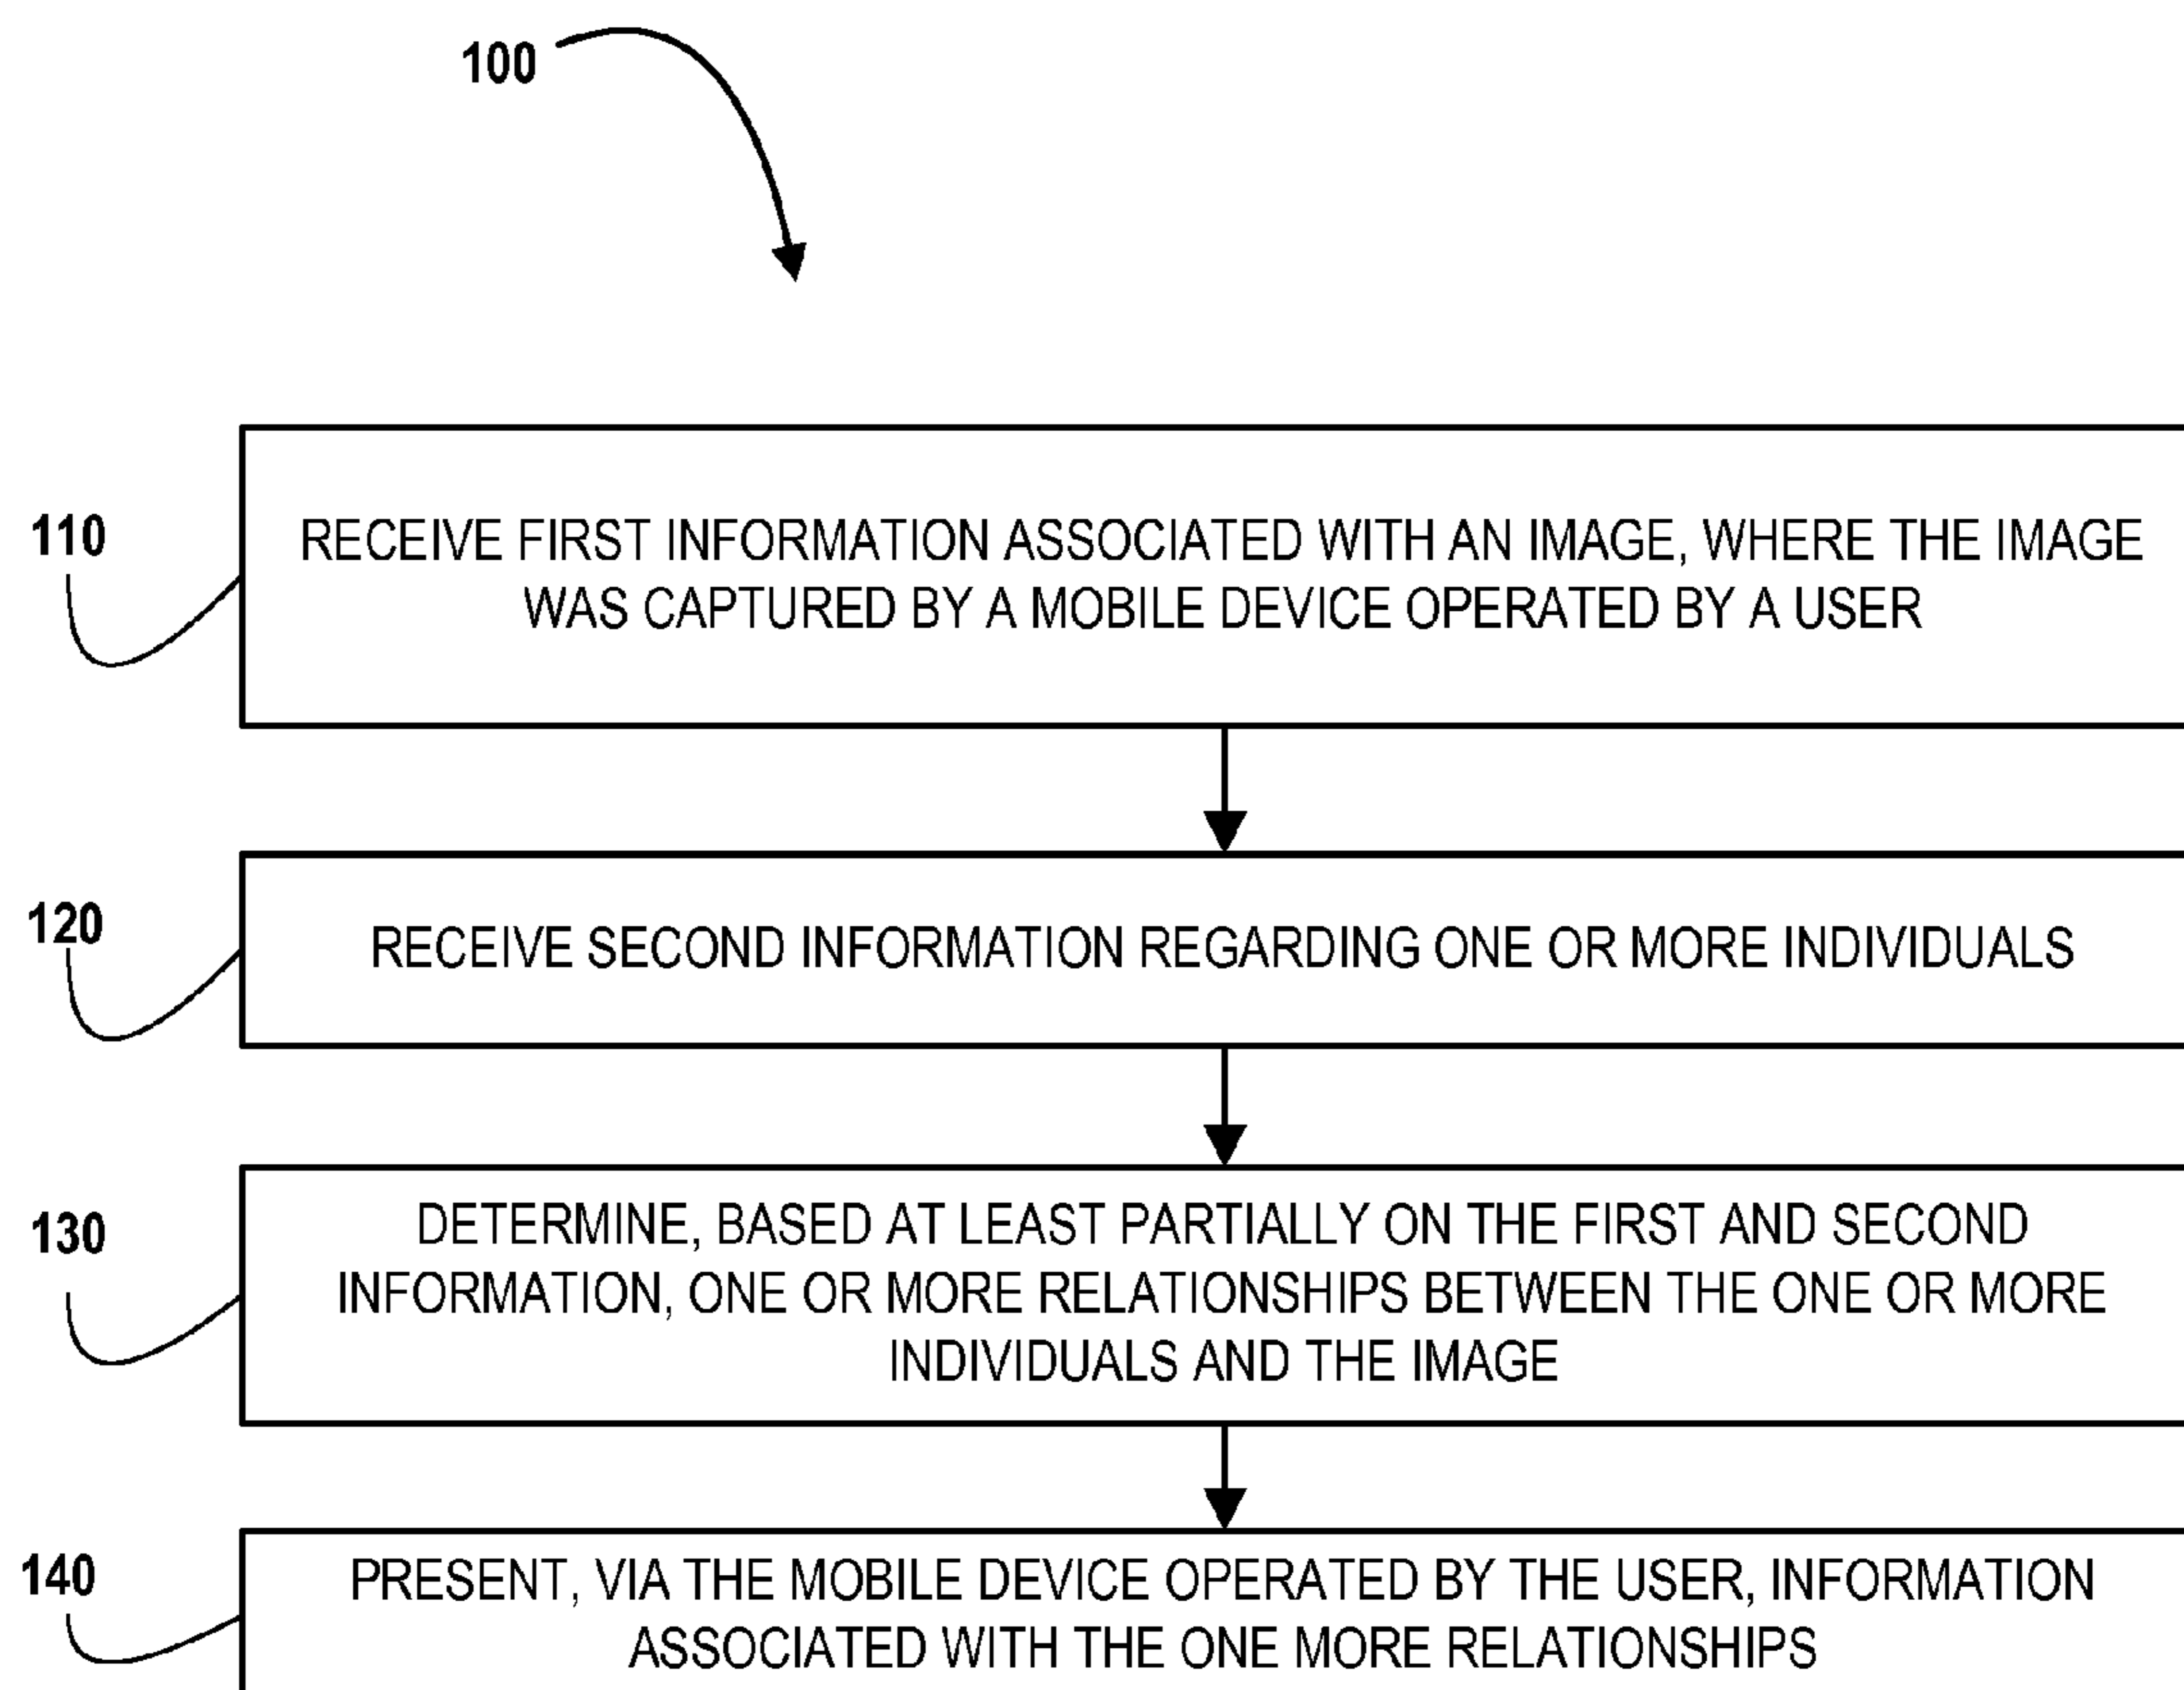 100
110
RECEIVE FIRST INFORMATION ASSOCIATED WITH AN IMAGE, WHERE THE IMAGE
WAS CAPTURED BY A MOBILE DEVICE OPERATED BY A USER
120
RECEIVE SECOND INFORMATION REGARDING ONE OR MORE INDIVIDUALS
130
DETERMINE, BASED AT LEAST PARTIALLY ON THE FIRST AND SECOND
INFORMATION, ONE OR MORE RELATIONSHIPS BETWEEN THE ONE OR MORE
INDIVIDUALS AND THE IMAGE
140
PRESENT, VIA THE MOBILE DEVICE OPERATED BY THE USER, INFORMATION
ASSOCIATED WITH THE ONE MORE RELATIONSHIPS